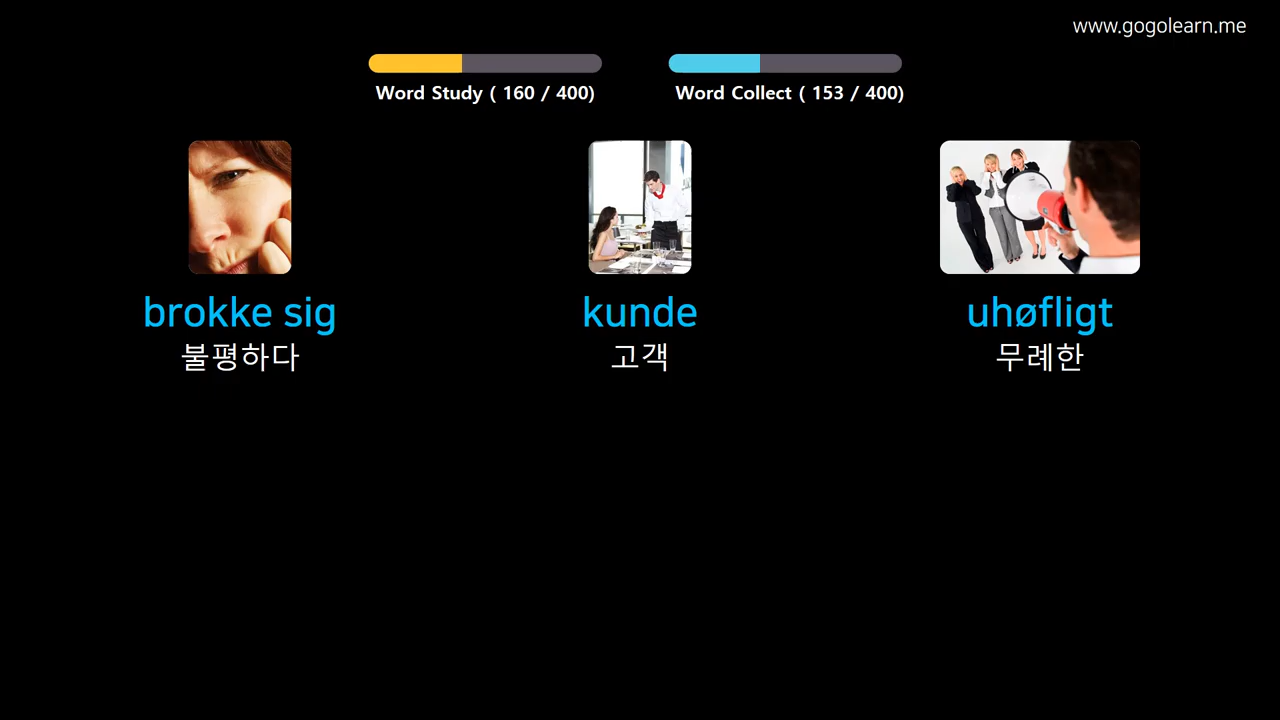 www.gogolearn.me
Word Study ( 160 / 400)
Word Collect ( 153 / 400)
brokke sig
불평하다
kunde
고객
uhøfligt
무례한